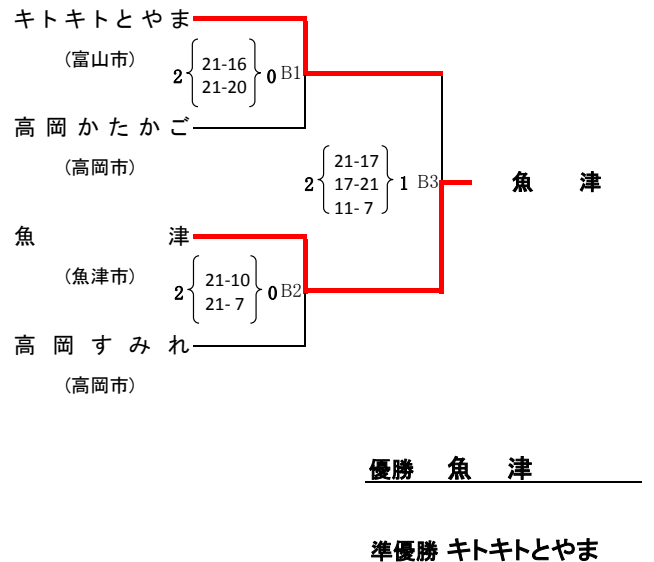 キトキトとやま
(富山市)
2 21-16 0 B1
21-20
高岡かたかご
(高岡市)
21-17
2 17-21 1 B3 魚 津
11- 7
魚 津
(魚津市)
2 21-10 0 B2
21- 7
高岡すみれ
(高岡市)
優勝 魚 津
準優勝 キトキトとやま